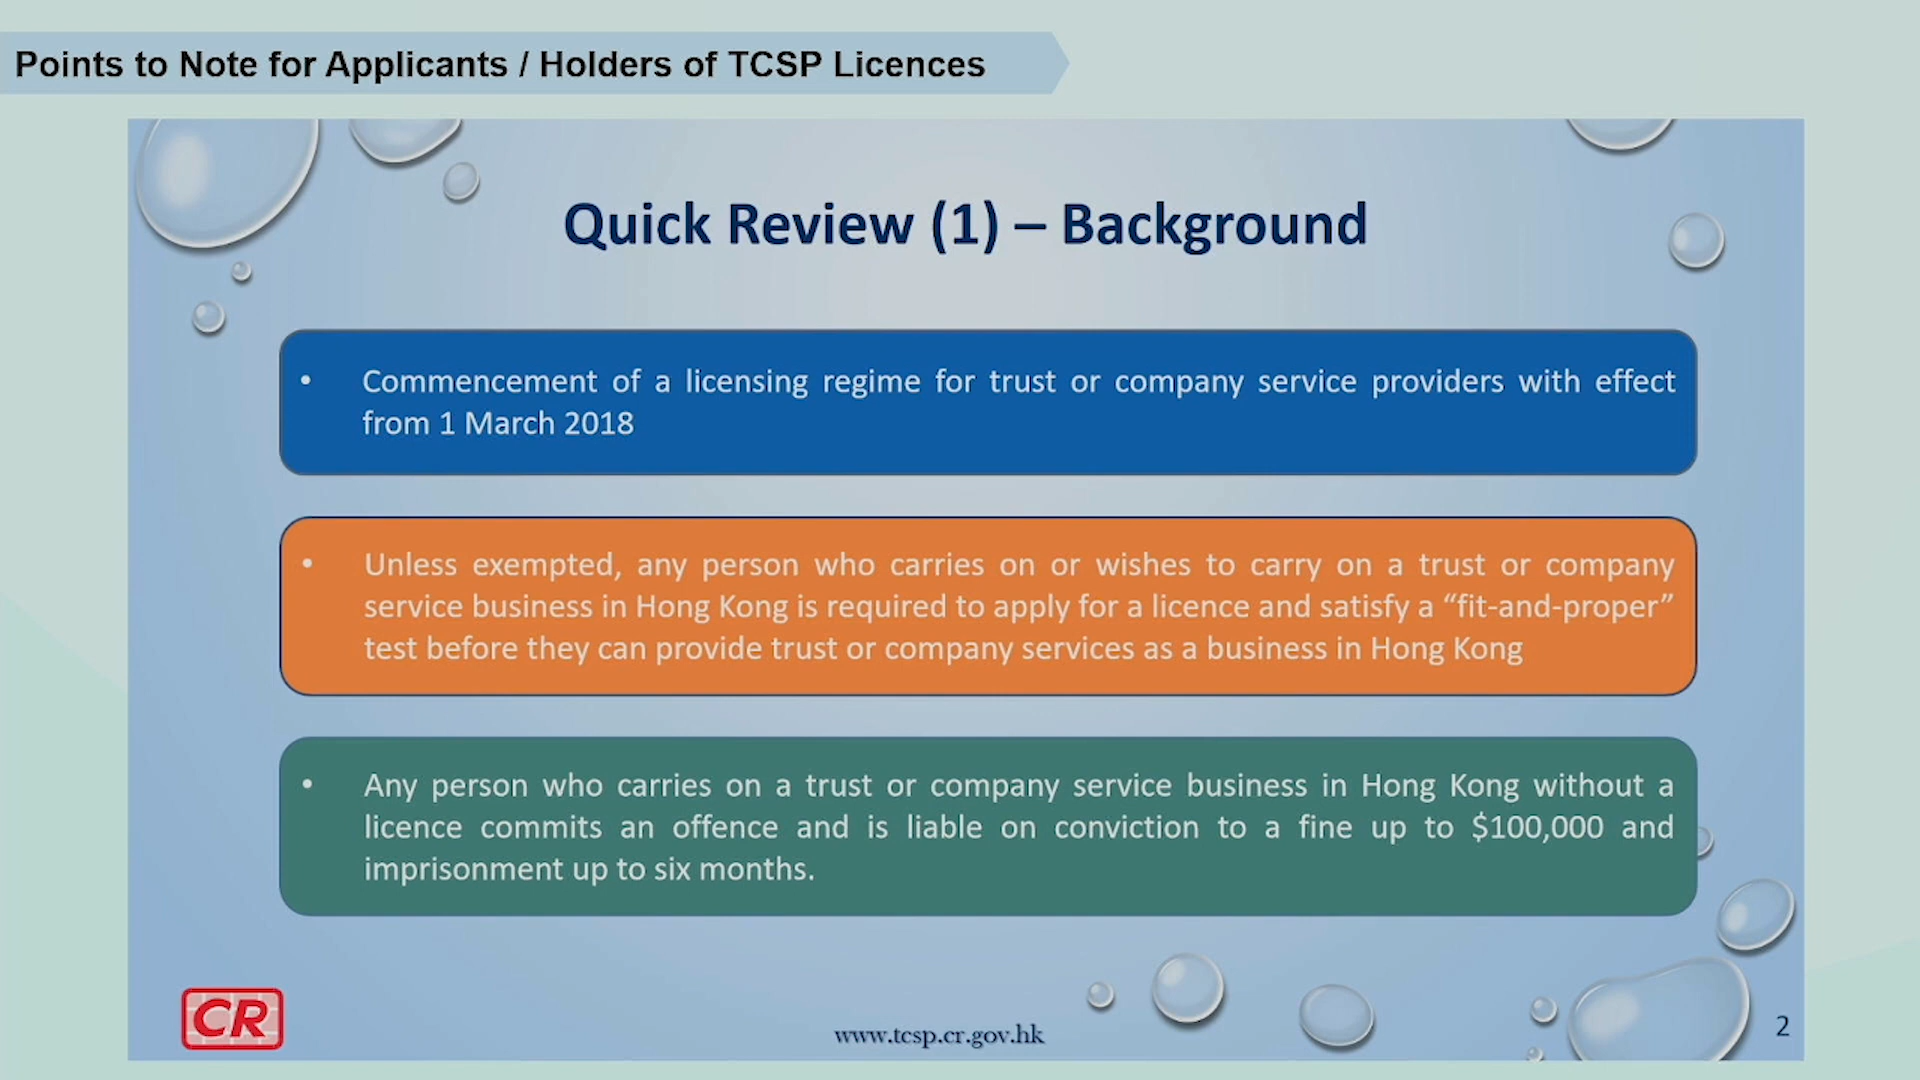 Points to Note for Applicants / Holders of TCSP Licences
Quick Review (1) – Background
• Commencement of a licensing regime for trust or company service providers with effect
from 1 March 2018
• Unless exempted, any person who carries on or wishes to carry on a trust or company
service business in Hong Kong is required to apply for a licence and satisfy a “fit-and-proper”
test before they can provide trust or company services as a business in Hong Kong
• Any person who carries on a trust or company service business in Hong Kong without a
licence commits an offence and is liable on conviction to a fine up to $100,000 and
imprisonment up to six months.
CR
www.tcsp.cr.gov.hk
2